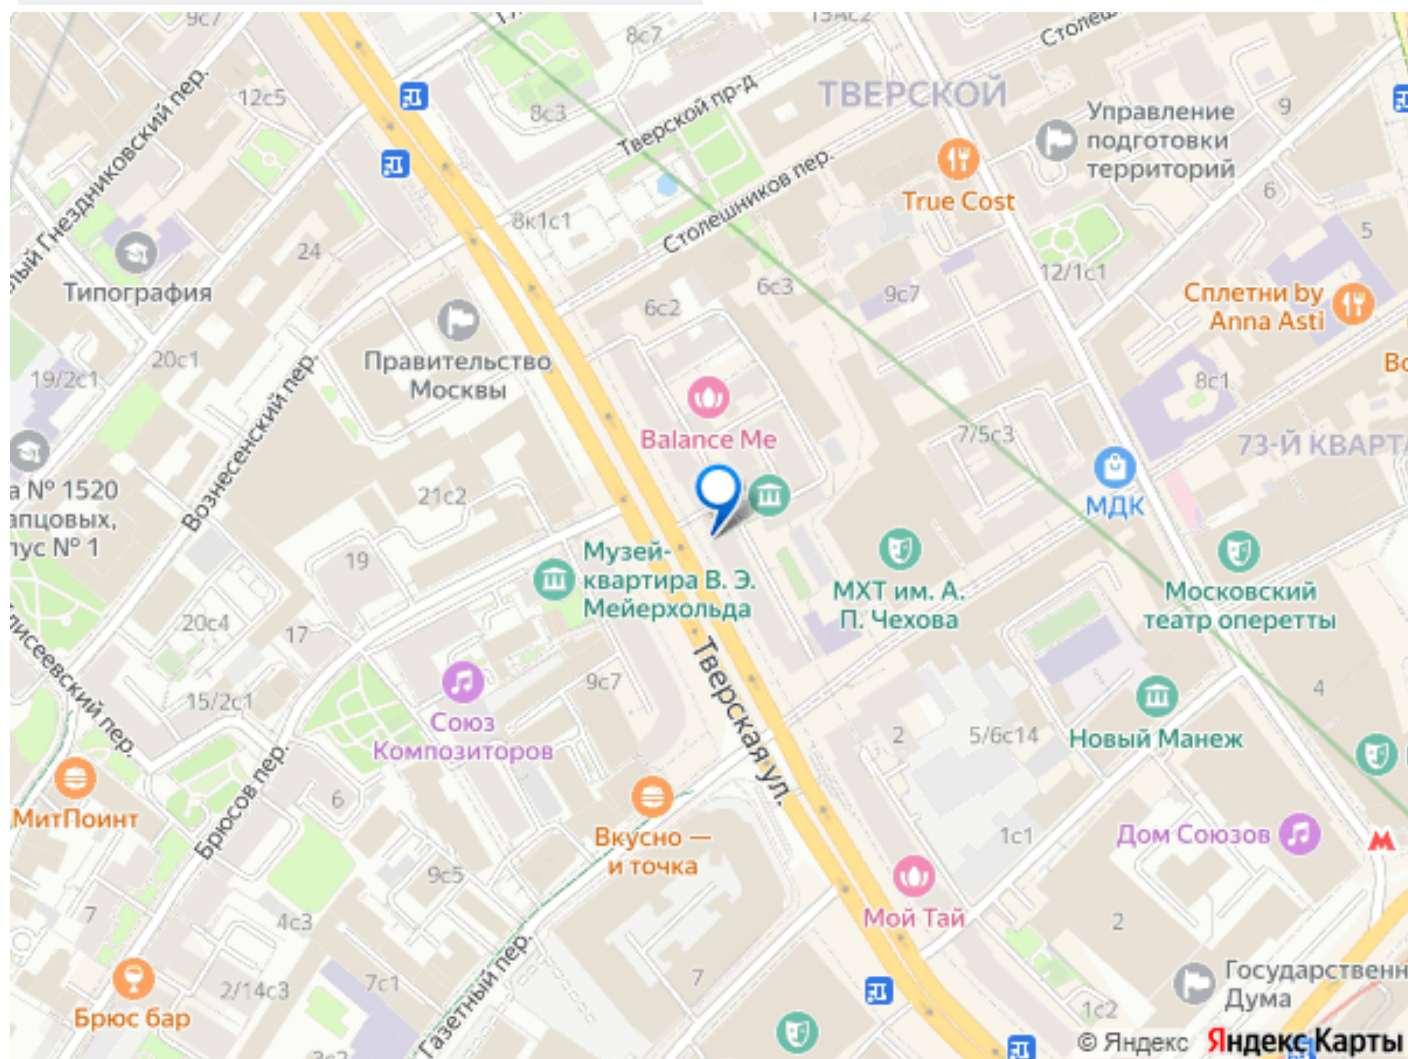 9с7
15Ас2
Столеш
8с7
ТВЕРСКОЙ
12с5
8с3
Тверской пр-д
Управление
подготовки
территорий
9
Гнездниковский пер.
Столешников пер.
True Cost
6
8к1с1
5
24
12/1с1
Типография
6с3
9с7
6с2
Сплетни by
Anna Asti
Правительство
Москвы
20с1
19/2с1
Вс
8с1
Вознесенский пер.
Balance Me
7/5с3
73-Й КВАРТА
а № 1520
21с2
МДК
апцовых,
пус № 1
Музей-
квартира В. Э.
Мейерхольда
19
МХТ им. А.
П. Чехова
Московский
театр оперетты
20с4
17
лисеевский пер.
Тверская ул.
9с7
15/2с1
4
Союз
Композиторов
2
5/6с14
Новый Манеж
Брюсов пер.
6
МитПоинт
Вкусно —
и точка
1с1
Дом Союзов
9с5
7
4с3
Мой Тай
2
Газетный пер.
7с1
7
2/14с3
Государственн
Дума
Брюс бар
1с2
3с2
© Яндекс Яндекс Карты